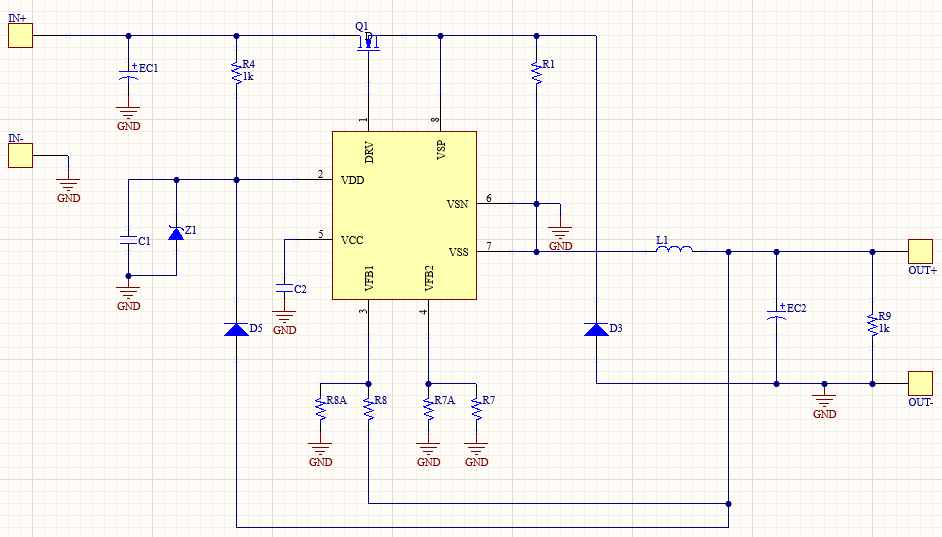 IN+
Q1
D
EC1
+
R4
1k
R1
GND
IN-
GND
1
8
DRV
VSP
2
VDD
VSN
6
GND
Z1
C1
5
VCC
VSS
7
L1
OUT+
VFB1
VFB2
GND
C2
GND
3
4
D5
D3
+
EC2
R9
1k
OUT-
R8A
R8
R7A
R7
GND
GND
GND
GND